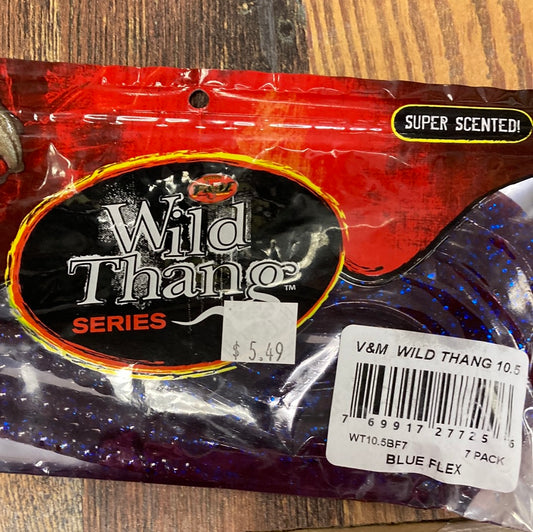 SUPER SCENTED!
Wild
Thang™
SERIES
$ 5.49
V&M WILD THANG 10.5
7 69917 27725 6
WT10.5BF7 7 PACK
BLUE FLEX